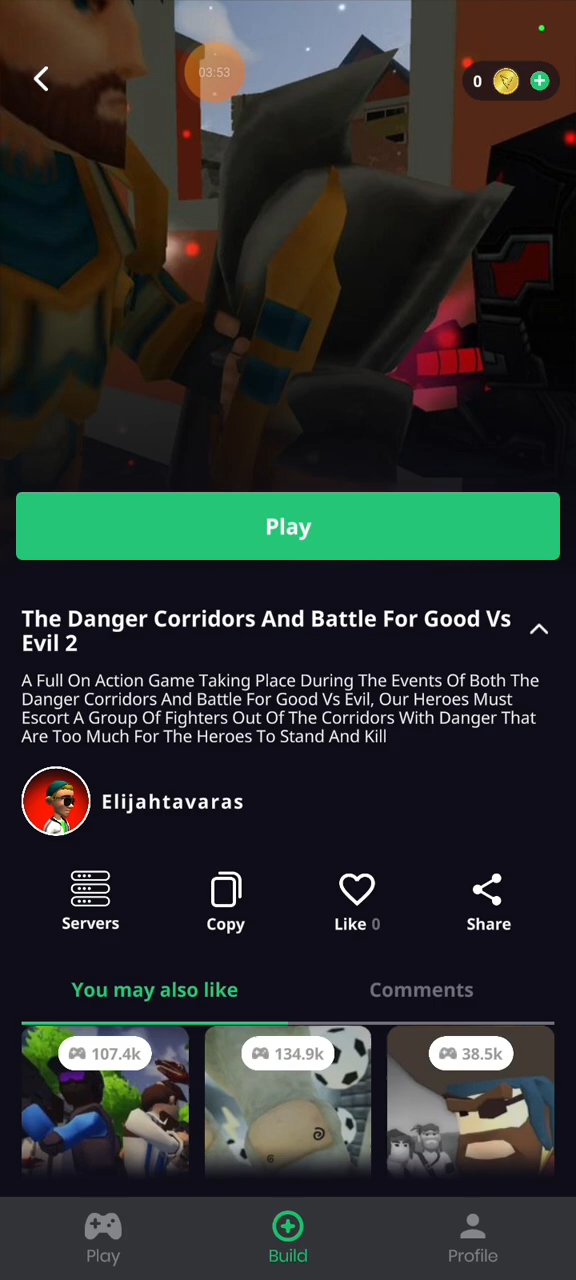 03:53
0
Play
The Danger Corridors And Battle For Good Vs
Evil 2
A Full On Action Game Taking Place During The Events Of Both The
Danger Corridors And Battle For Good Vs Evil, Our Heroes Must
Escort A Group Of Fighters Out Of The Corridors With Danger That
Are Too Much For The Heroes To Stand And Kill
Elijahtavaras
Servers Copy Like 0 Share
You may also like Comments
107.4k 134.9k 38.5k
Play Build Profile